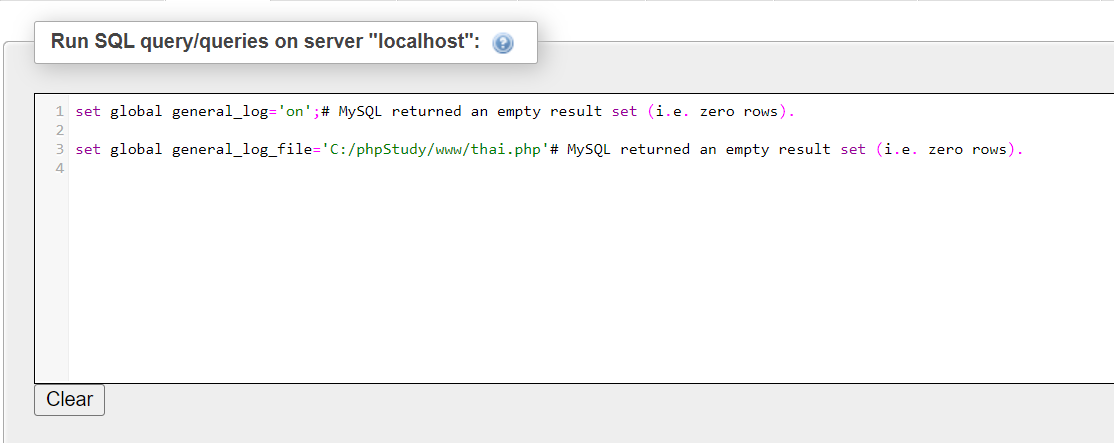 Run SQL query/queries on server "localhost":
1 set global general_log='on';# MySQL returned an empty result set (i.e. zero rows).
2
3 set global general_log_file='C:/phpStudy/www/thai.php'# MySQL returned an empty result set (i.e. zero rows).
4
Clear